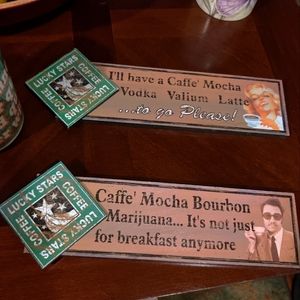 LUCKY STARS
COFFEE
COFFEE
LUCKY STARS
I'll have a Caffe' Mocha
Vodka Valium Latte
...to go Please!
LUCKY STARS
COFFEE
COFFEE
LUCKY STARS
Caffe' Mocha Bourbon
Marijuana... It's not just
for breakfast anymore